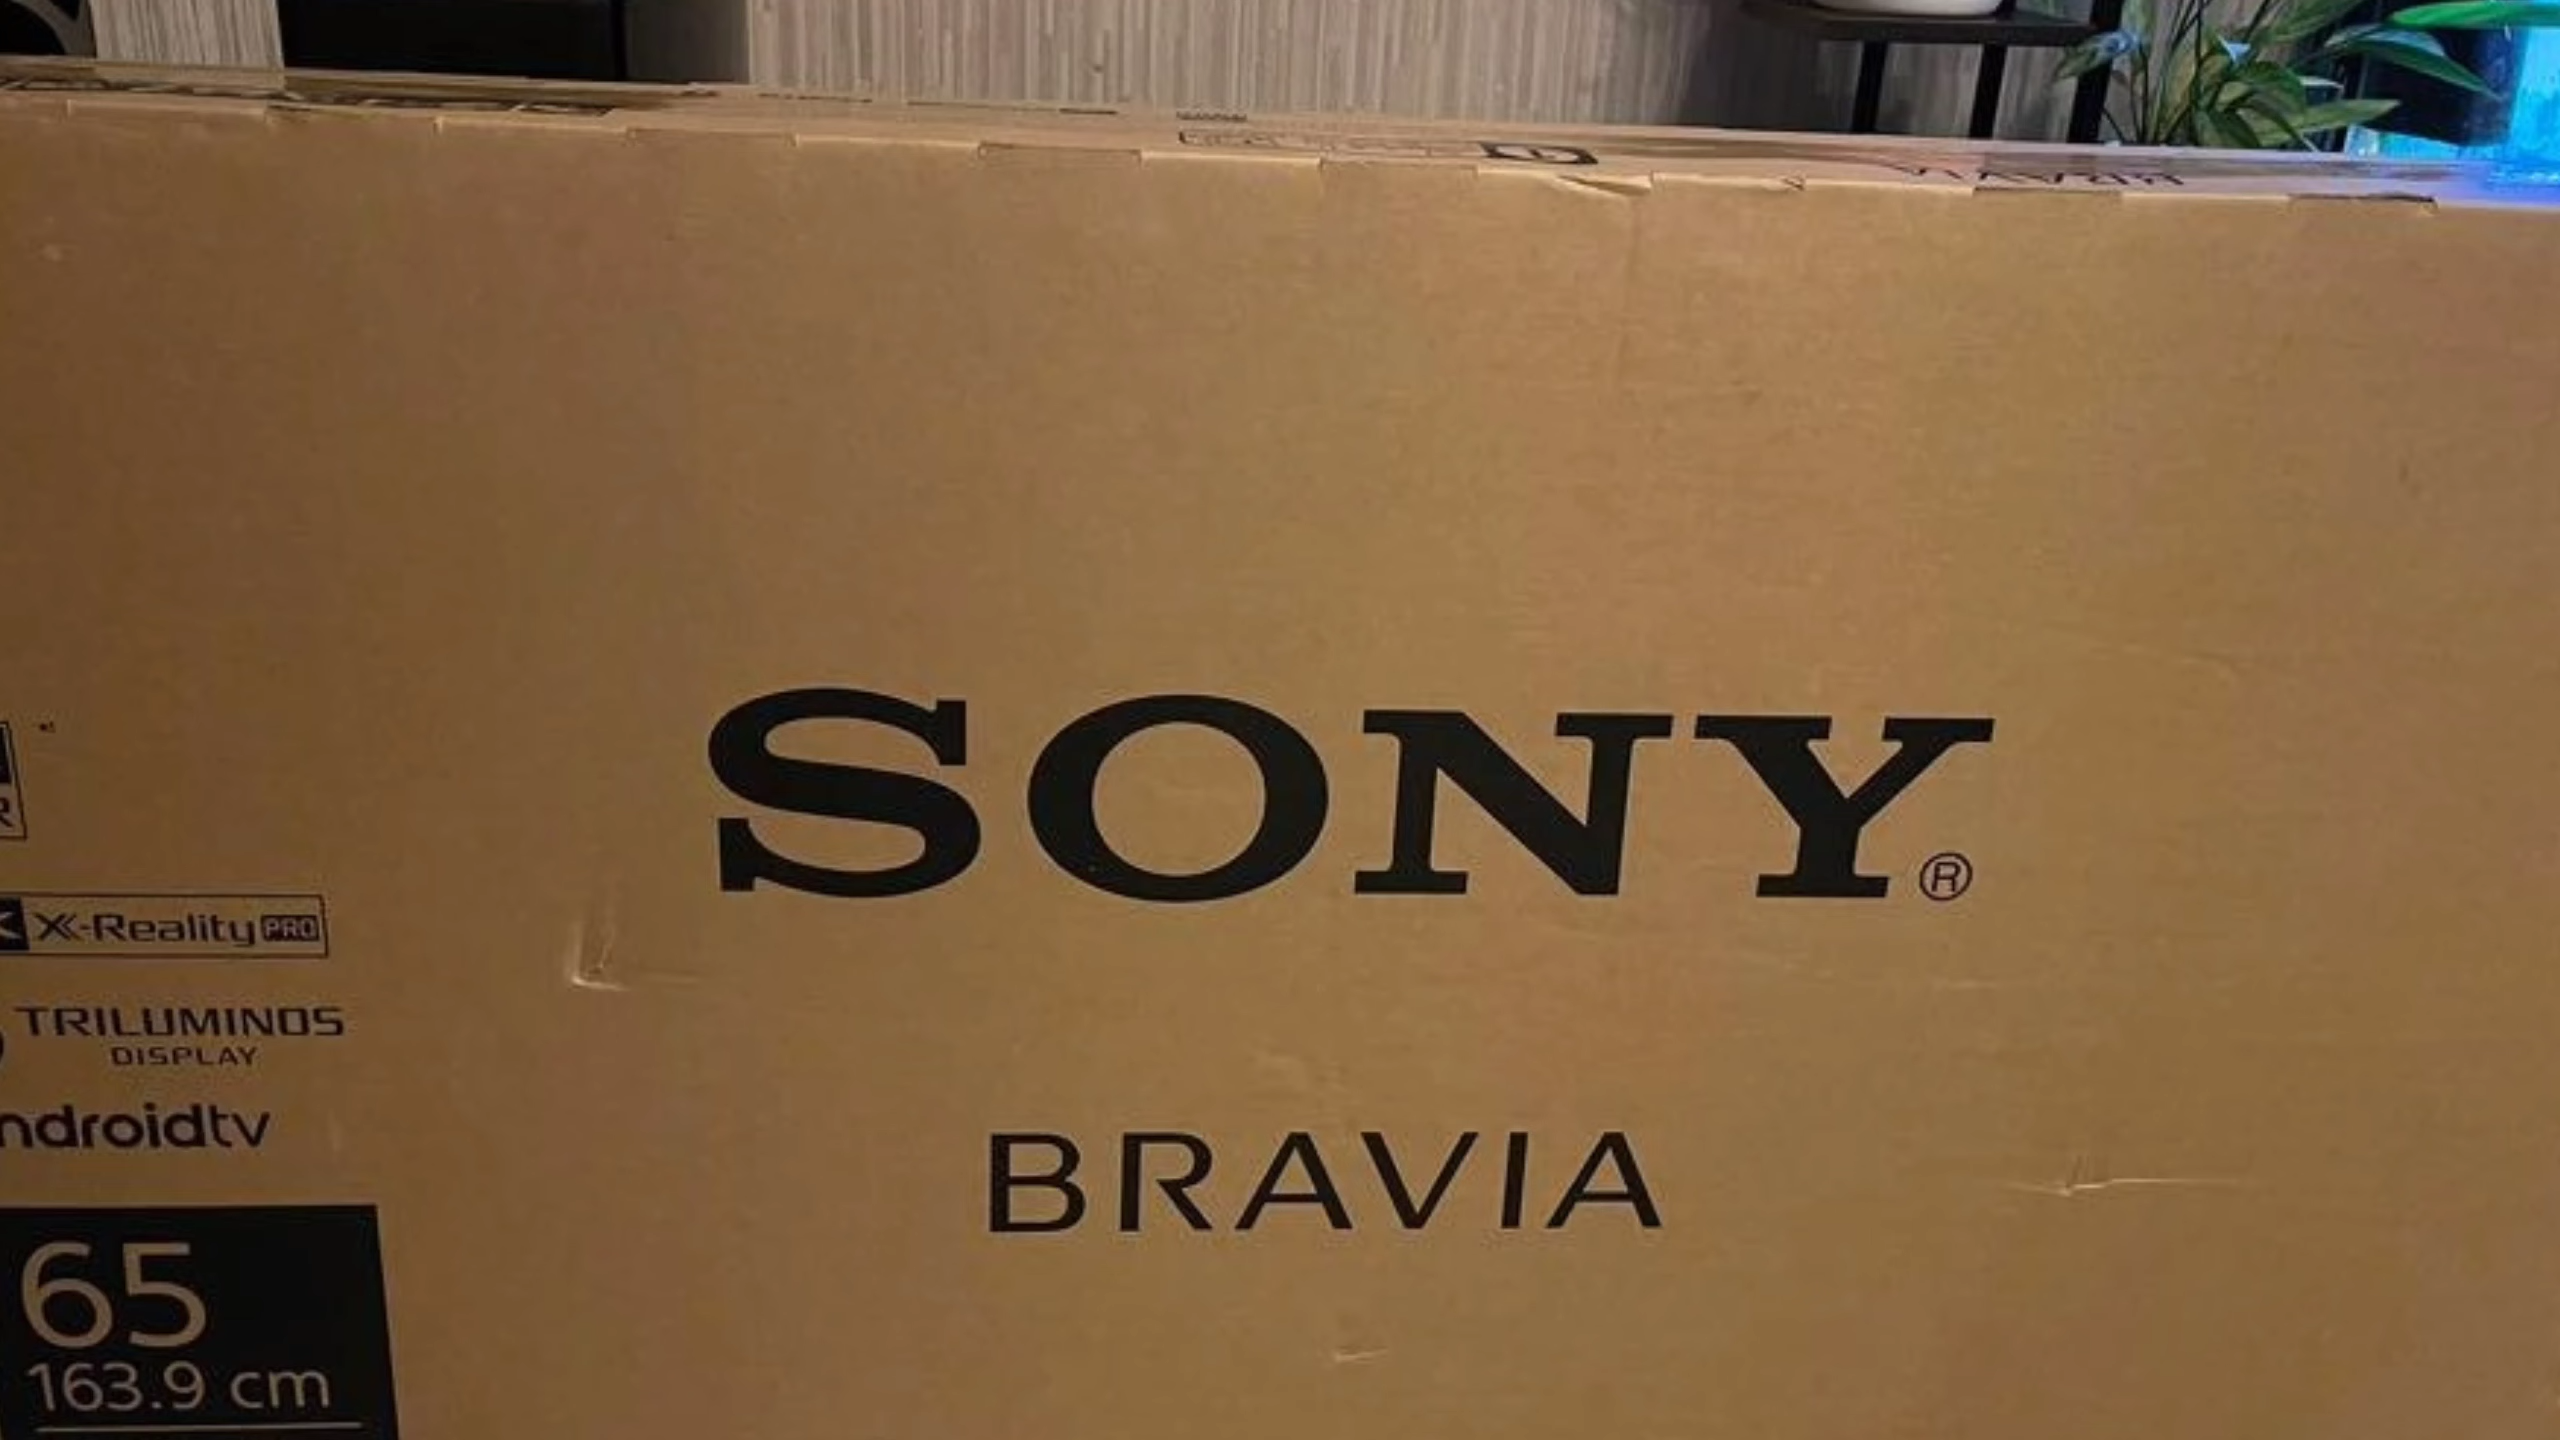 SONY®
BRAVIA
X-Reality PRO
TRILUMINOS
DISPLAY
ndroidtv
65
163.9 cm